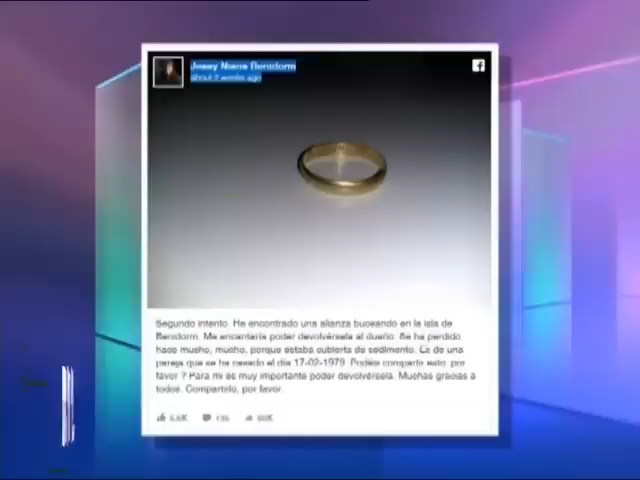 Jessy Niana Benidorm
about 2 weeks ago
Segundo intento. He encontrado una alianza buceando en la isla de
Benidorm. Me encantaría poder devolvérsela al dueño. Se ha perdido
hace mucho, mucho, porque estaba cubierta de sedimento. Es de una
pareja que se ha casado el día 17-02-1979. Podéis compartir esto, por
favor ? Para mi es muy importante poder devolvérsela. Muchas gracias a
todos. Compartelo, por favor.